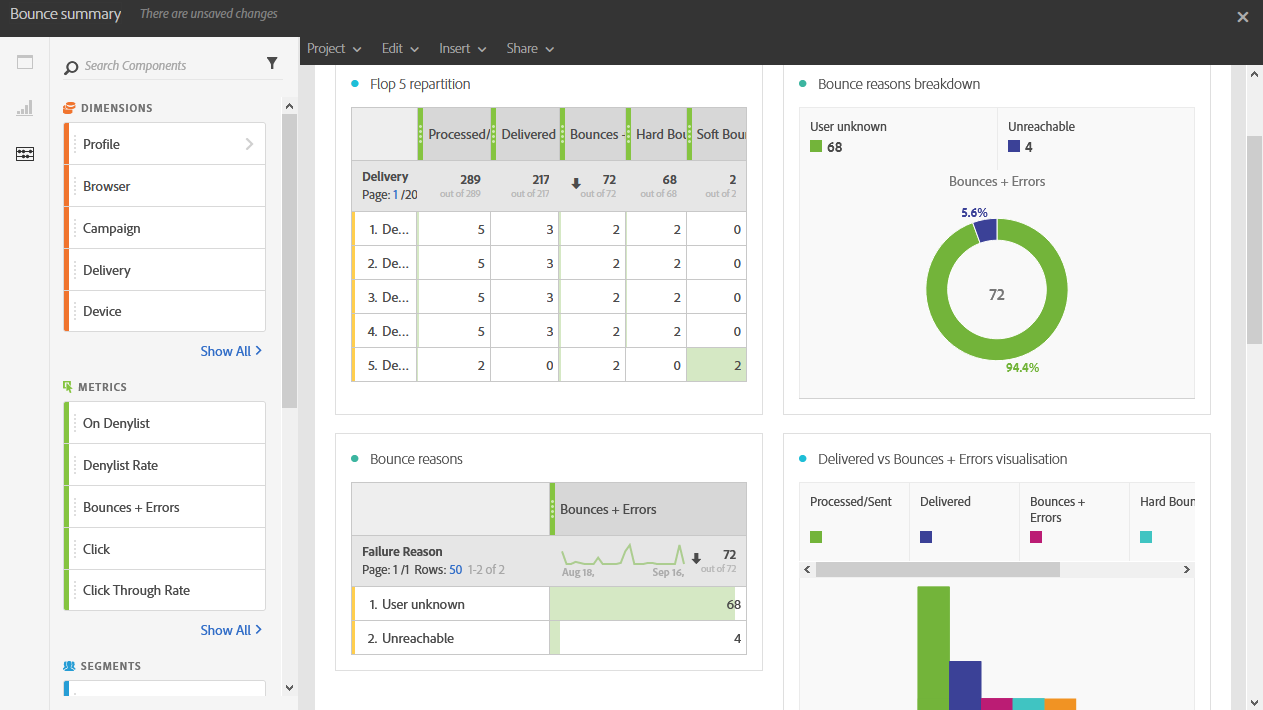 Bounce summary There are unsaved changes
Project Edit Insert Share
Search Components
DIMENSIONS
Profile
Browser
Campaign
Delivery
Device
Show All
METRICS
On Denylist
Denylist Rate
Bounces + Errors
Click
Click Through Rate
Show All
SEGMENTS
Flop 5 repartition
Processed/ Delivered Bounces - Hard Bou Soft Bou
Delivery 289 217 72 68 2
Page: 1 /20 out of 289 out of 217 out of 72 out of 68 out of 2
1. De... 5 3 2 2 0
2. De... 5 3 2 2 0
3. De... 5 3 2 2 0
4. De... 5 3 2 2 0
5. De... 2 0 2 0 2
Bounce reasons breakdown
User unknown Unreachable
68 4
Bounces + Errors
5.6%
72
94.4%
Bounce reasons
Bounces + Errors
Failure Reason 72
Page: 1 /1 Rows: 50 1-2 of 2 Aug 18, Sep 16, out of 72
1. User unknown 68
2. Unreachable 4
Delivered vs Bounces + Errors visualisation
Processed/Sent Delivered Bounces + Hard Boun
Errors